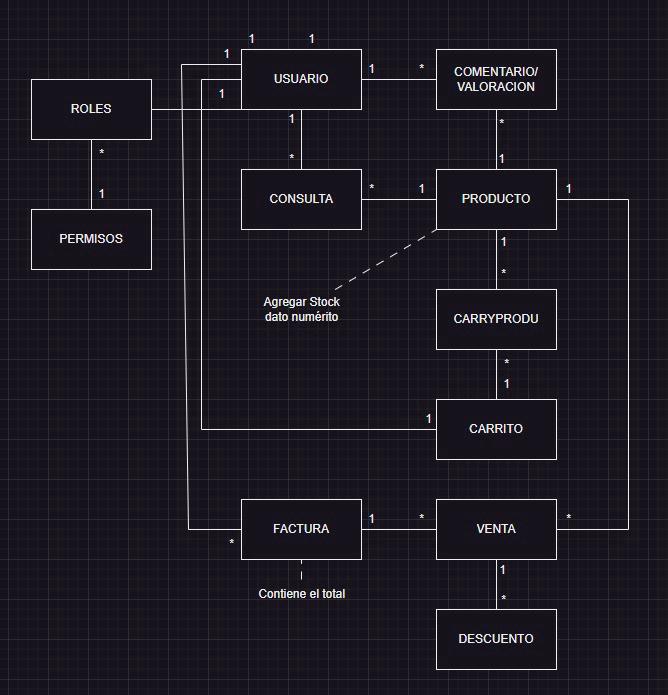 1
1
1
USUARIO
1
*
COMENTARIO/
VALORACION
ROLES
1
1
*
*
*
1
1
PERMISOS
CONSULTA
*
1
PRODUCTO
1
1
*
Agregar Stock
dato numérito
CARRYPRODU
*
1
1
CARRITO
FACTURA
1
*
VENTA
*
*
1
*
Contiene el total
DESCUENTO